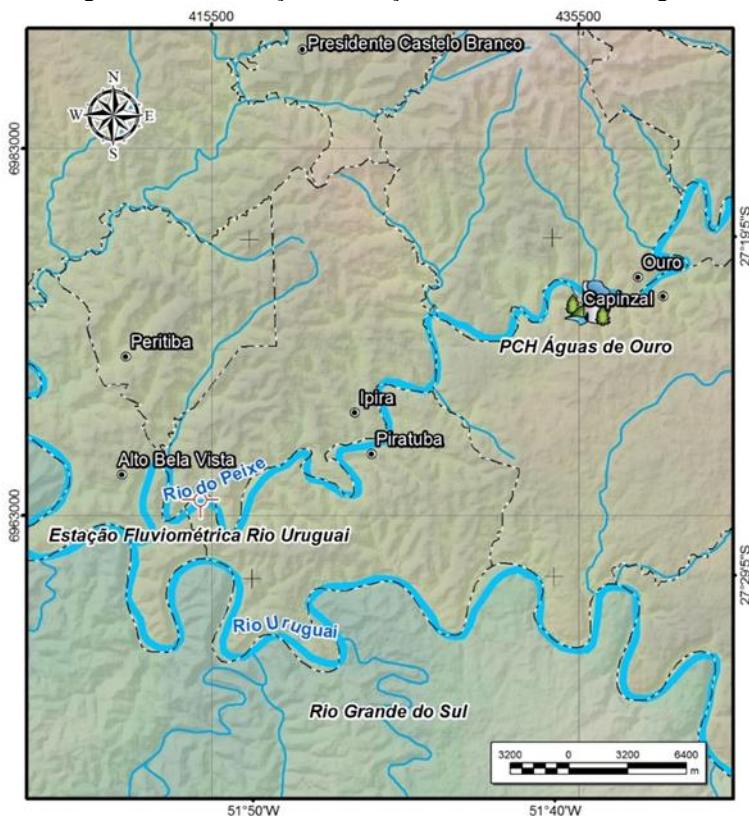 415500
435500
Presidente Castelo Branco
N
W
E
S
6983000
27°19'5"S
Ouro
Capinzal
PCH Águas de Ouro
Peritiba
Ipira
Piratuba
Alto Bela Vista
Rio do Peixe
6963000
Estação Fluviométrica Rio Uruguai
27°29'5"S
Rio Uruguai
Rio Grande do Sul
3200 0 3200 6400
m
51°50'W
51°40'W